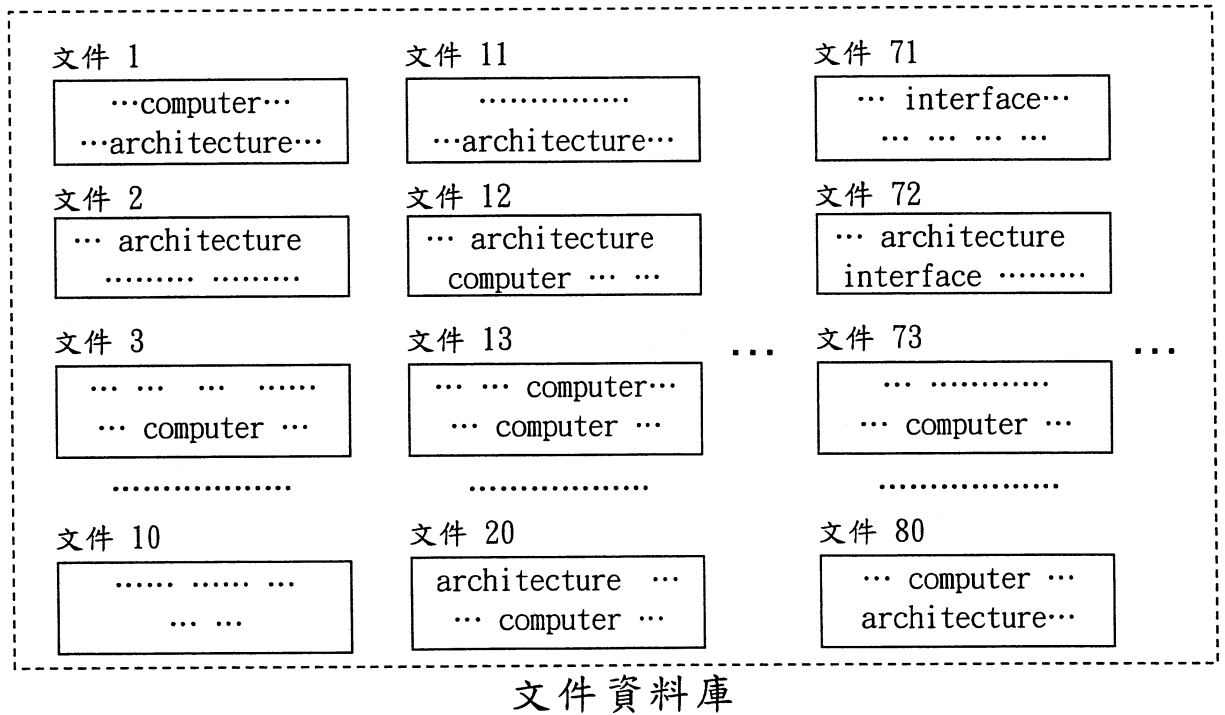 文件 1
···computer···
···architecture···
文件 2
··· architecture
········· ·········
文件 3
··· ··· ··· ······
··· computer ···
··················
文件 10
······ ······ ···
··· ···
文件 11
···············
···architecture···
文件 12
··· architecture
computer ··· ···
文件 13
··· ··· computer···
··· computer ···
··················
文件 20
architecture ···
··· computer ···
···
文件 71
··· interface···
··· ··· ··· ···
文件 72
··· architecture
interface ·········
文件 73
··· ············
··· computer ···
··················
文件 80
··· computer ···
architecture···
···
文件資料庫